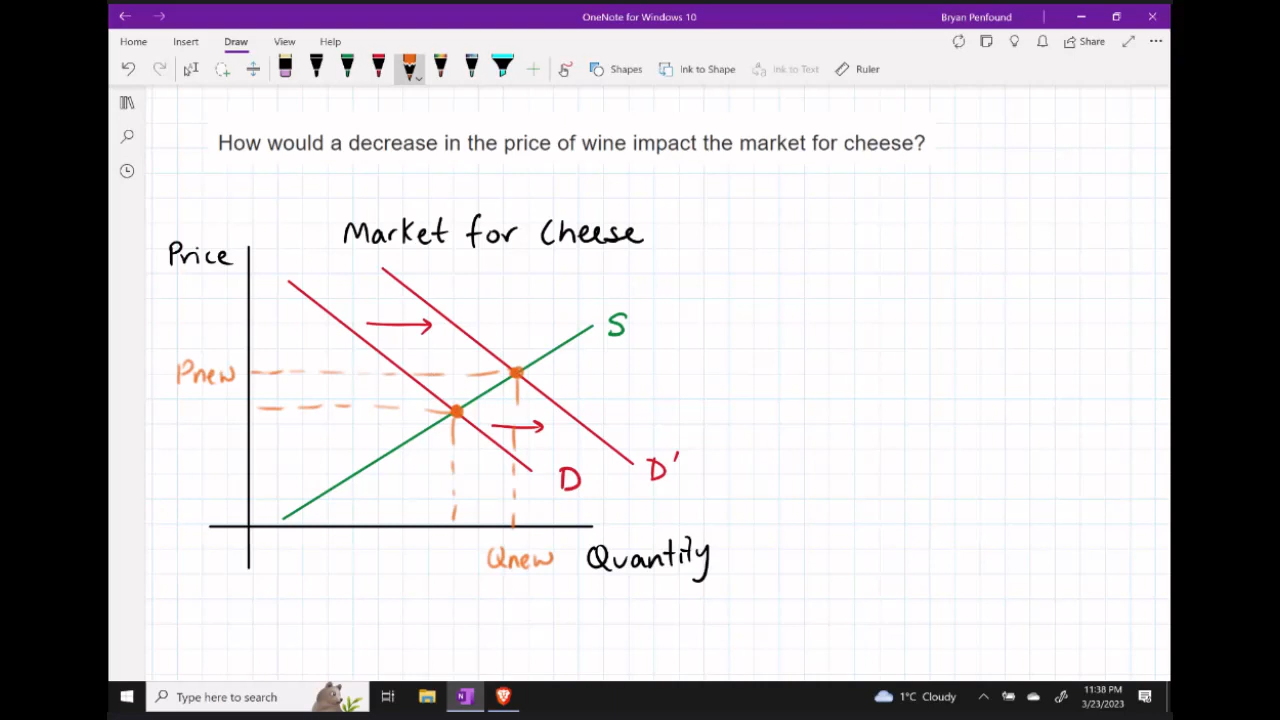 OneNote for Windows 10
Bryan Penfound
Home Insert Draw View Help
Share
Shapes Ink to Shape Ink to Text Ruler
How would a decrease in the price of wine impact the market for cheese?
Market for Cheese
Price
S
Pnew
D
D'
Qnew
Quantity
Type here to search
1°C Cloudy
11:38 PM
3/23/2023